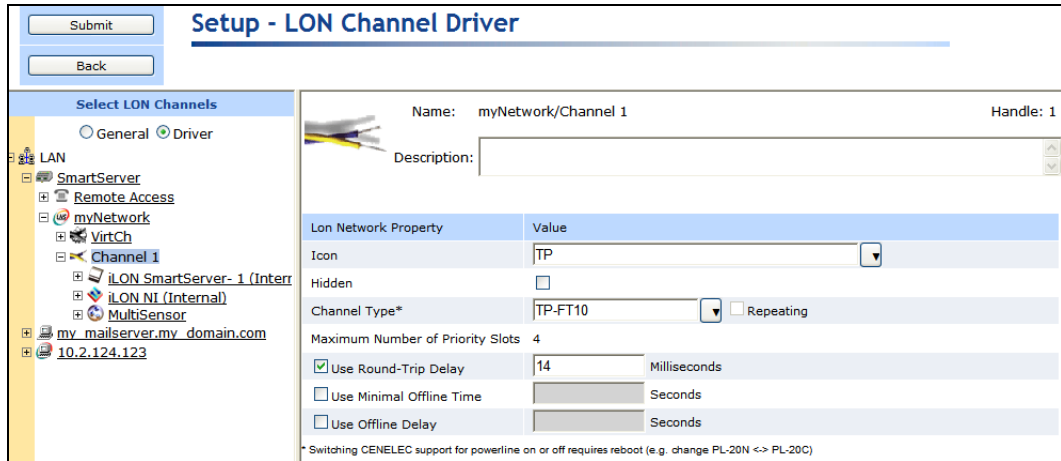 Submit
Back
Setup - LON Channel Driver
Select LON Channels
General Driver
LAN
SmartServer
Remote Access
myNetwork
VirtCh
Channel 1
iLON SmartServer- 1 (Interr
iLON NI (Internal)
MultiSensor
my_mailserver.my_domain.com
10.2.124.123
Name: myNetwork/Channel 1 Handle: 1
Description:
Lon Network Property Value
Icon TP
Hidden
Channel Type* TP-FT10 Repeating
Maximum Number of Priority Slots 4
Use Round-Trip Delay 14 Milliseconds
Use Minimal Offline Time Seconds
Use Offline Delay Seconds
* Switching CENELEC support for powerline on or off requires reboot (e.g. change PL-20N <-> PL-20C)